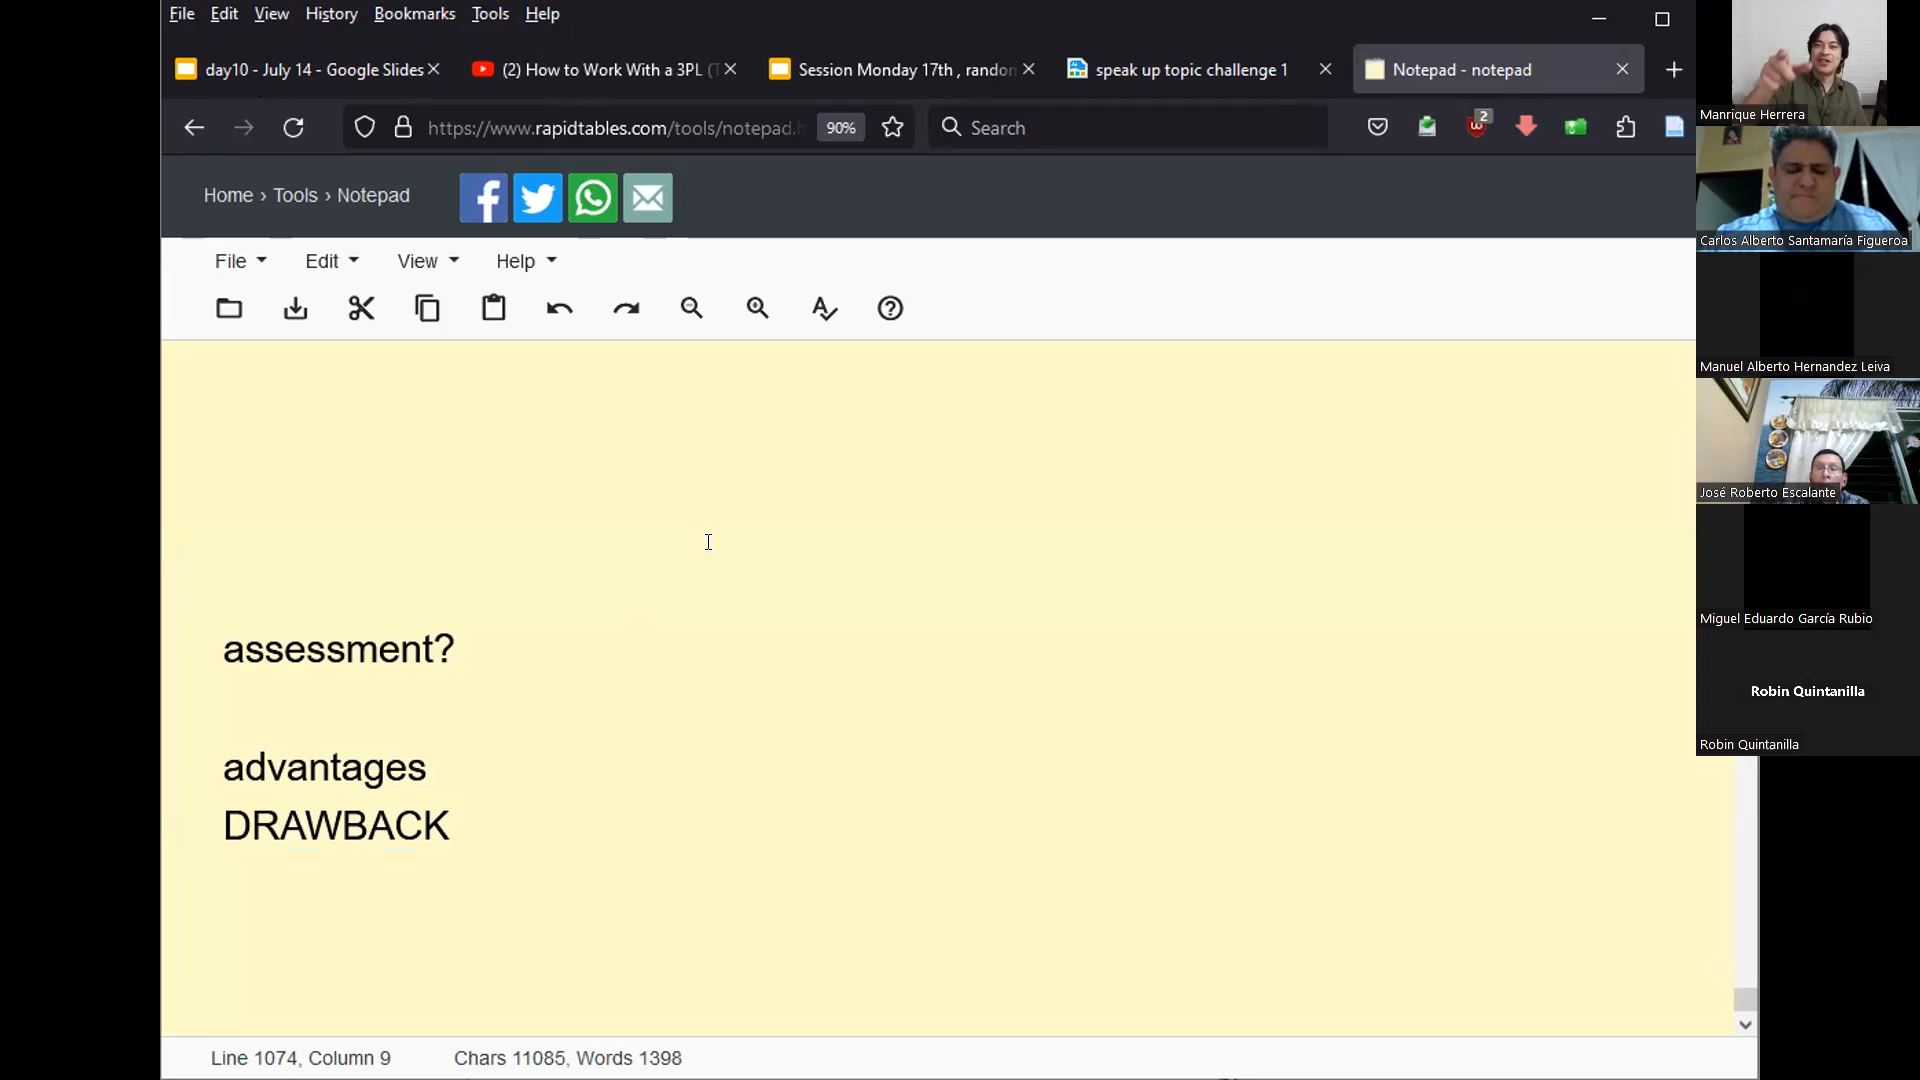 File Edit View History Bookmarks Tools Help
day10 - July 14 - Google Slides
(2) How to Work With a 3PL (T
Session Monday 17th , randon
speak up topic challenge 1
Notepad - notepad
https://www.rapidtables.com/tools/notepad.h
90%
Search
2
Home › Tools › Notepad
File Edit View Help
assessment?
advantages
DRAWBACK
Line 1074, Column 9
Chars 11085, Words 1398
Manrique Herrera
Carlos Alberto Santamaría Figueroa
Manuel Alberto Hernandez Leiva
José Roberto Escalante
Miguel Eduardo García Rubio
Robin Quintanilla
Robin Quintanilla